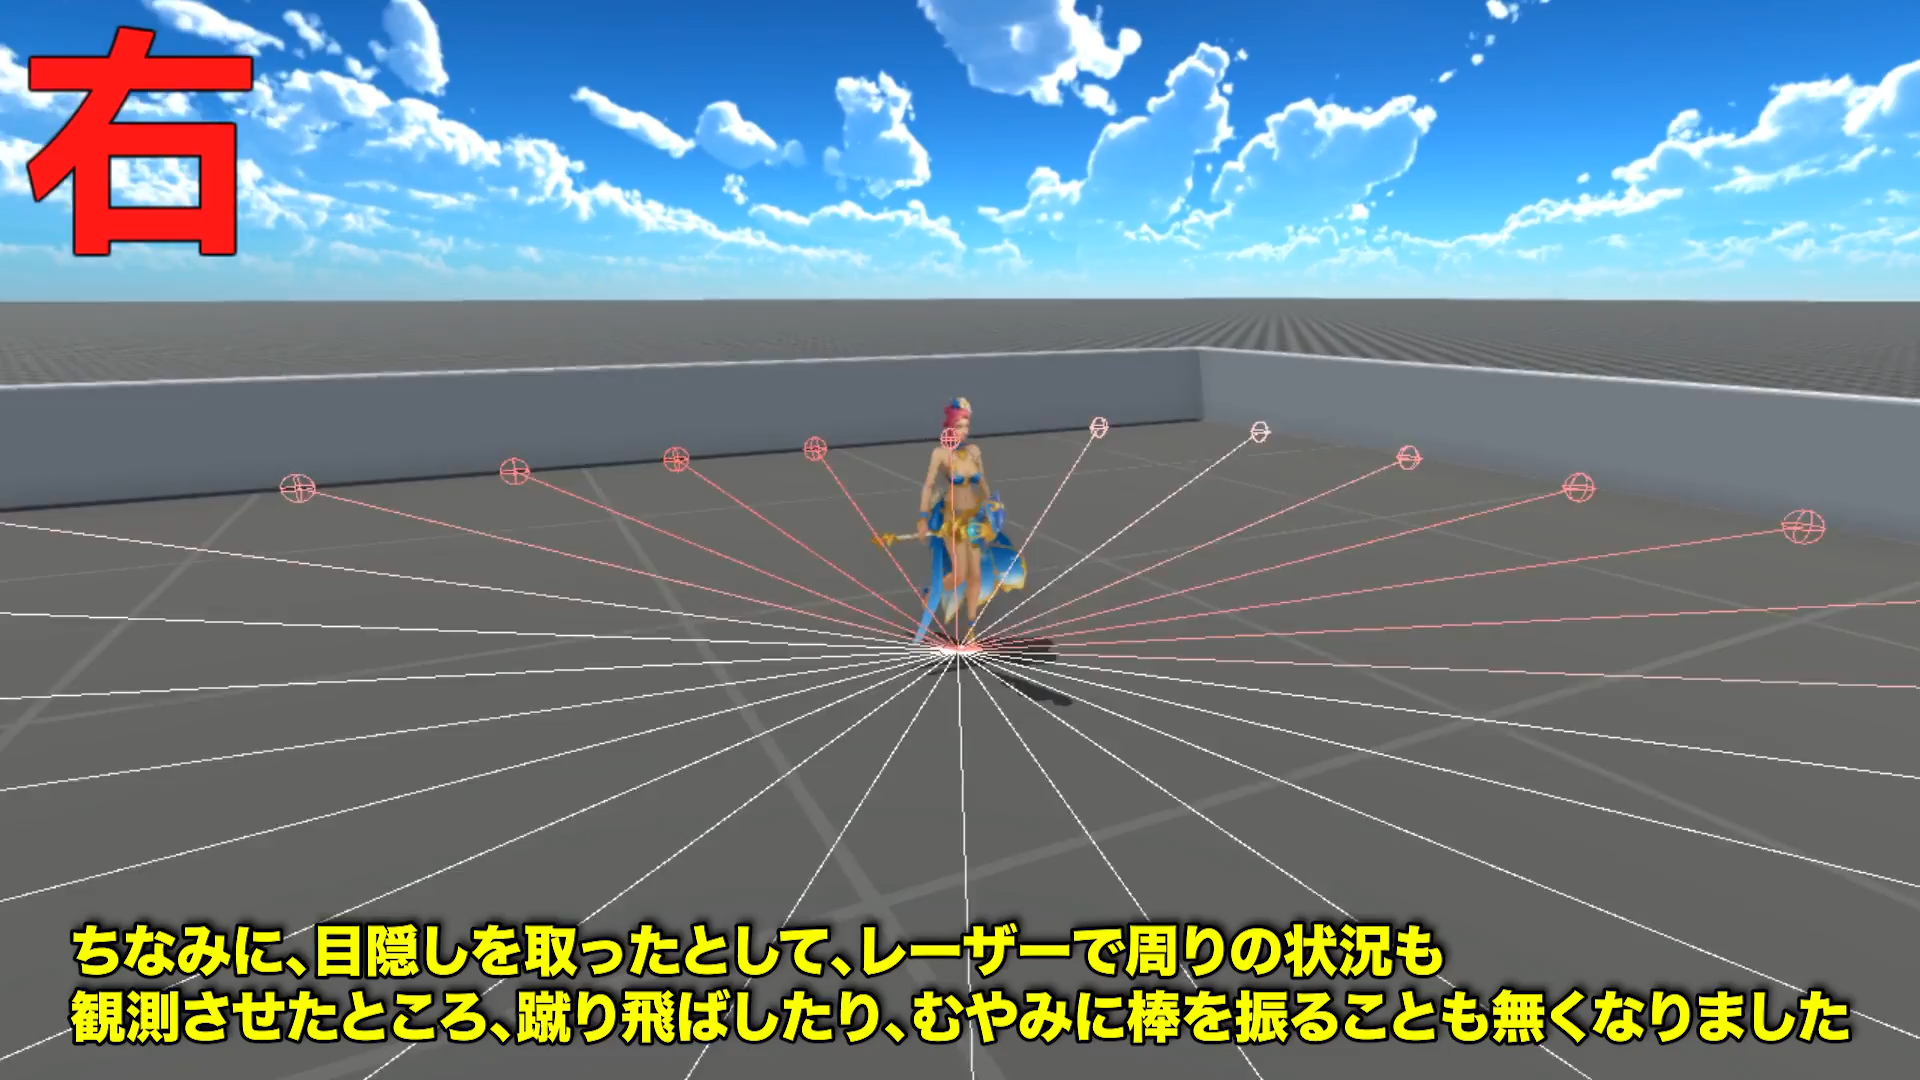 右
ちなみに、目隠しを取ったとして、レーザーで周りの状況も
観測させたところ、蹴り飛ばしたり、むやみに棒を振ることも無くなりました